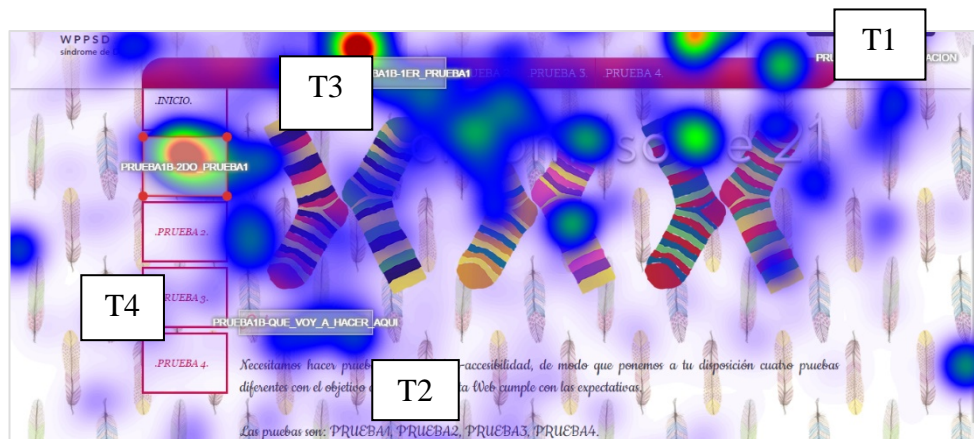 T1
WPPSD
síndrome de
T3
BA1B-1ER_PRUEBA1
PRUEBA 3.
.PRUEBA 4.
ACION
.INICIO.
PRUEBA1B-2DO_PRUEBA1
.PRUEBA 2.
T4
PRUEBA 3.
PRUEBA1B-QUE_VOY_A_HACER_AQUI
.PRUEBA 4.
Necesitamos hacer -accesibilidad, de modo que ponemos a tu disposición cuatro pruebas
T2
diferentes con el objetivo Web cumple con las expectativas.
Las pruebas son: PRUEBA1, PRUEBA2, PRUEBA3, PRUEBA4.